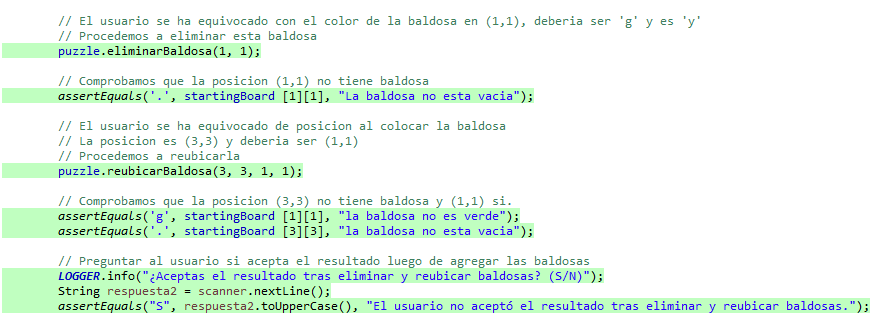 // El usuario se ha equivocado con el color de la baldosa en (1,1), deberia ser 'g' y es 'y'
// Procedemos a eliminar esta baldosa
puzzle.eliminarBaldosa(1, 1);
// Comprobamos que la posicion (1,1) no tiene baldosa
assertEquals('.', startingBoard [1][1], "La baldosa no esta vacia");
// El usuario se ha equivocado de posicion al colocar la baldosa
// La posicion es (3,3) y deberia ser (1,1)
// Procedemos a reubicarla
puzzle.reubicarBaldosa(3, 3, 1, 1);
// Comprobamos que la posicion (3,3) no tiene baldosa y (1,1) si.
assertEquals('g', startingBoard [1][1], "la baldosa no es verde");
assertEquals('.', startingBoard [3][3], "la baldosa no esta vacia");
// Preguntar al usuario si acepta el resultado luego de agregar las baldosas
LOGGER.info("¿Aceptas el resultado tras eliminar y reubicar baldosas? (S/N)");
String respuesta2 = scanner.nextLine();
assertEquals("S", respuesta2.toUpperCase(), "El usuario no aceptó el resultado tras eliminar y reubicar baldosas.");